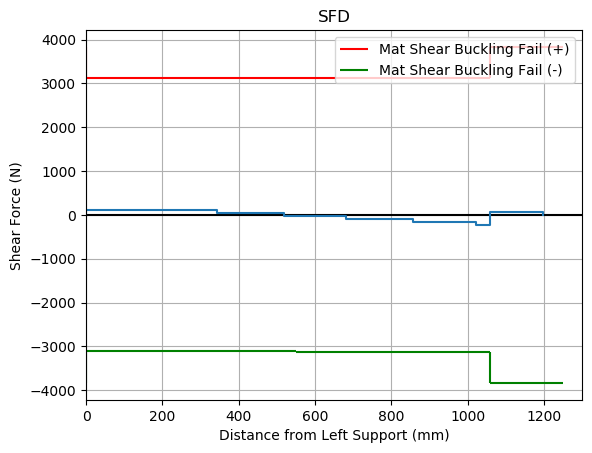 SFD
Mat Shear Buckling Fail (+)
Mat Shear Buckling Fail (-)
Shear Force (N)
4000
3000
2000
1000
0
−1000
−2000
−3000
−4000
0 200 400 600 800 1000 1200
Distance from Left Support (mm)